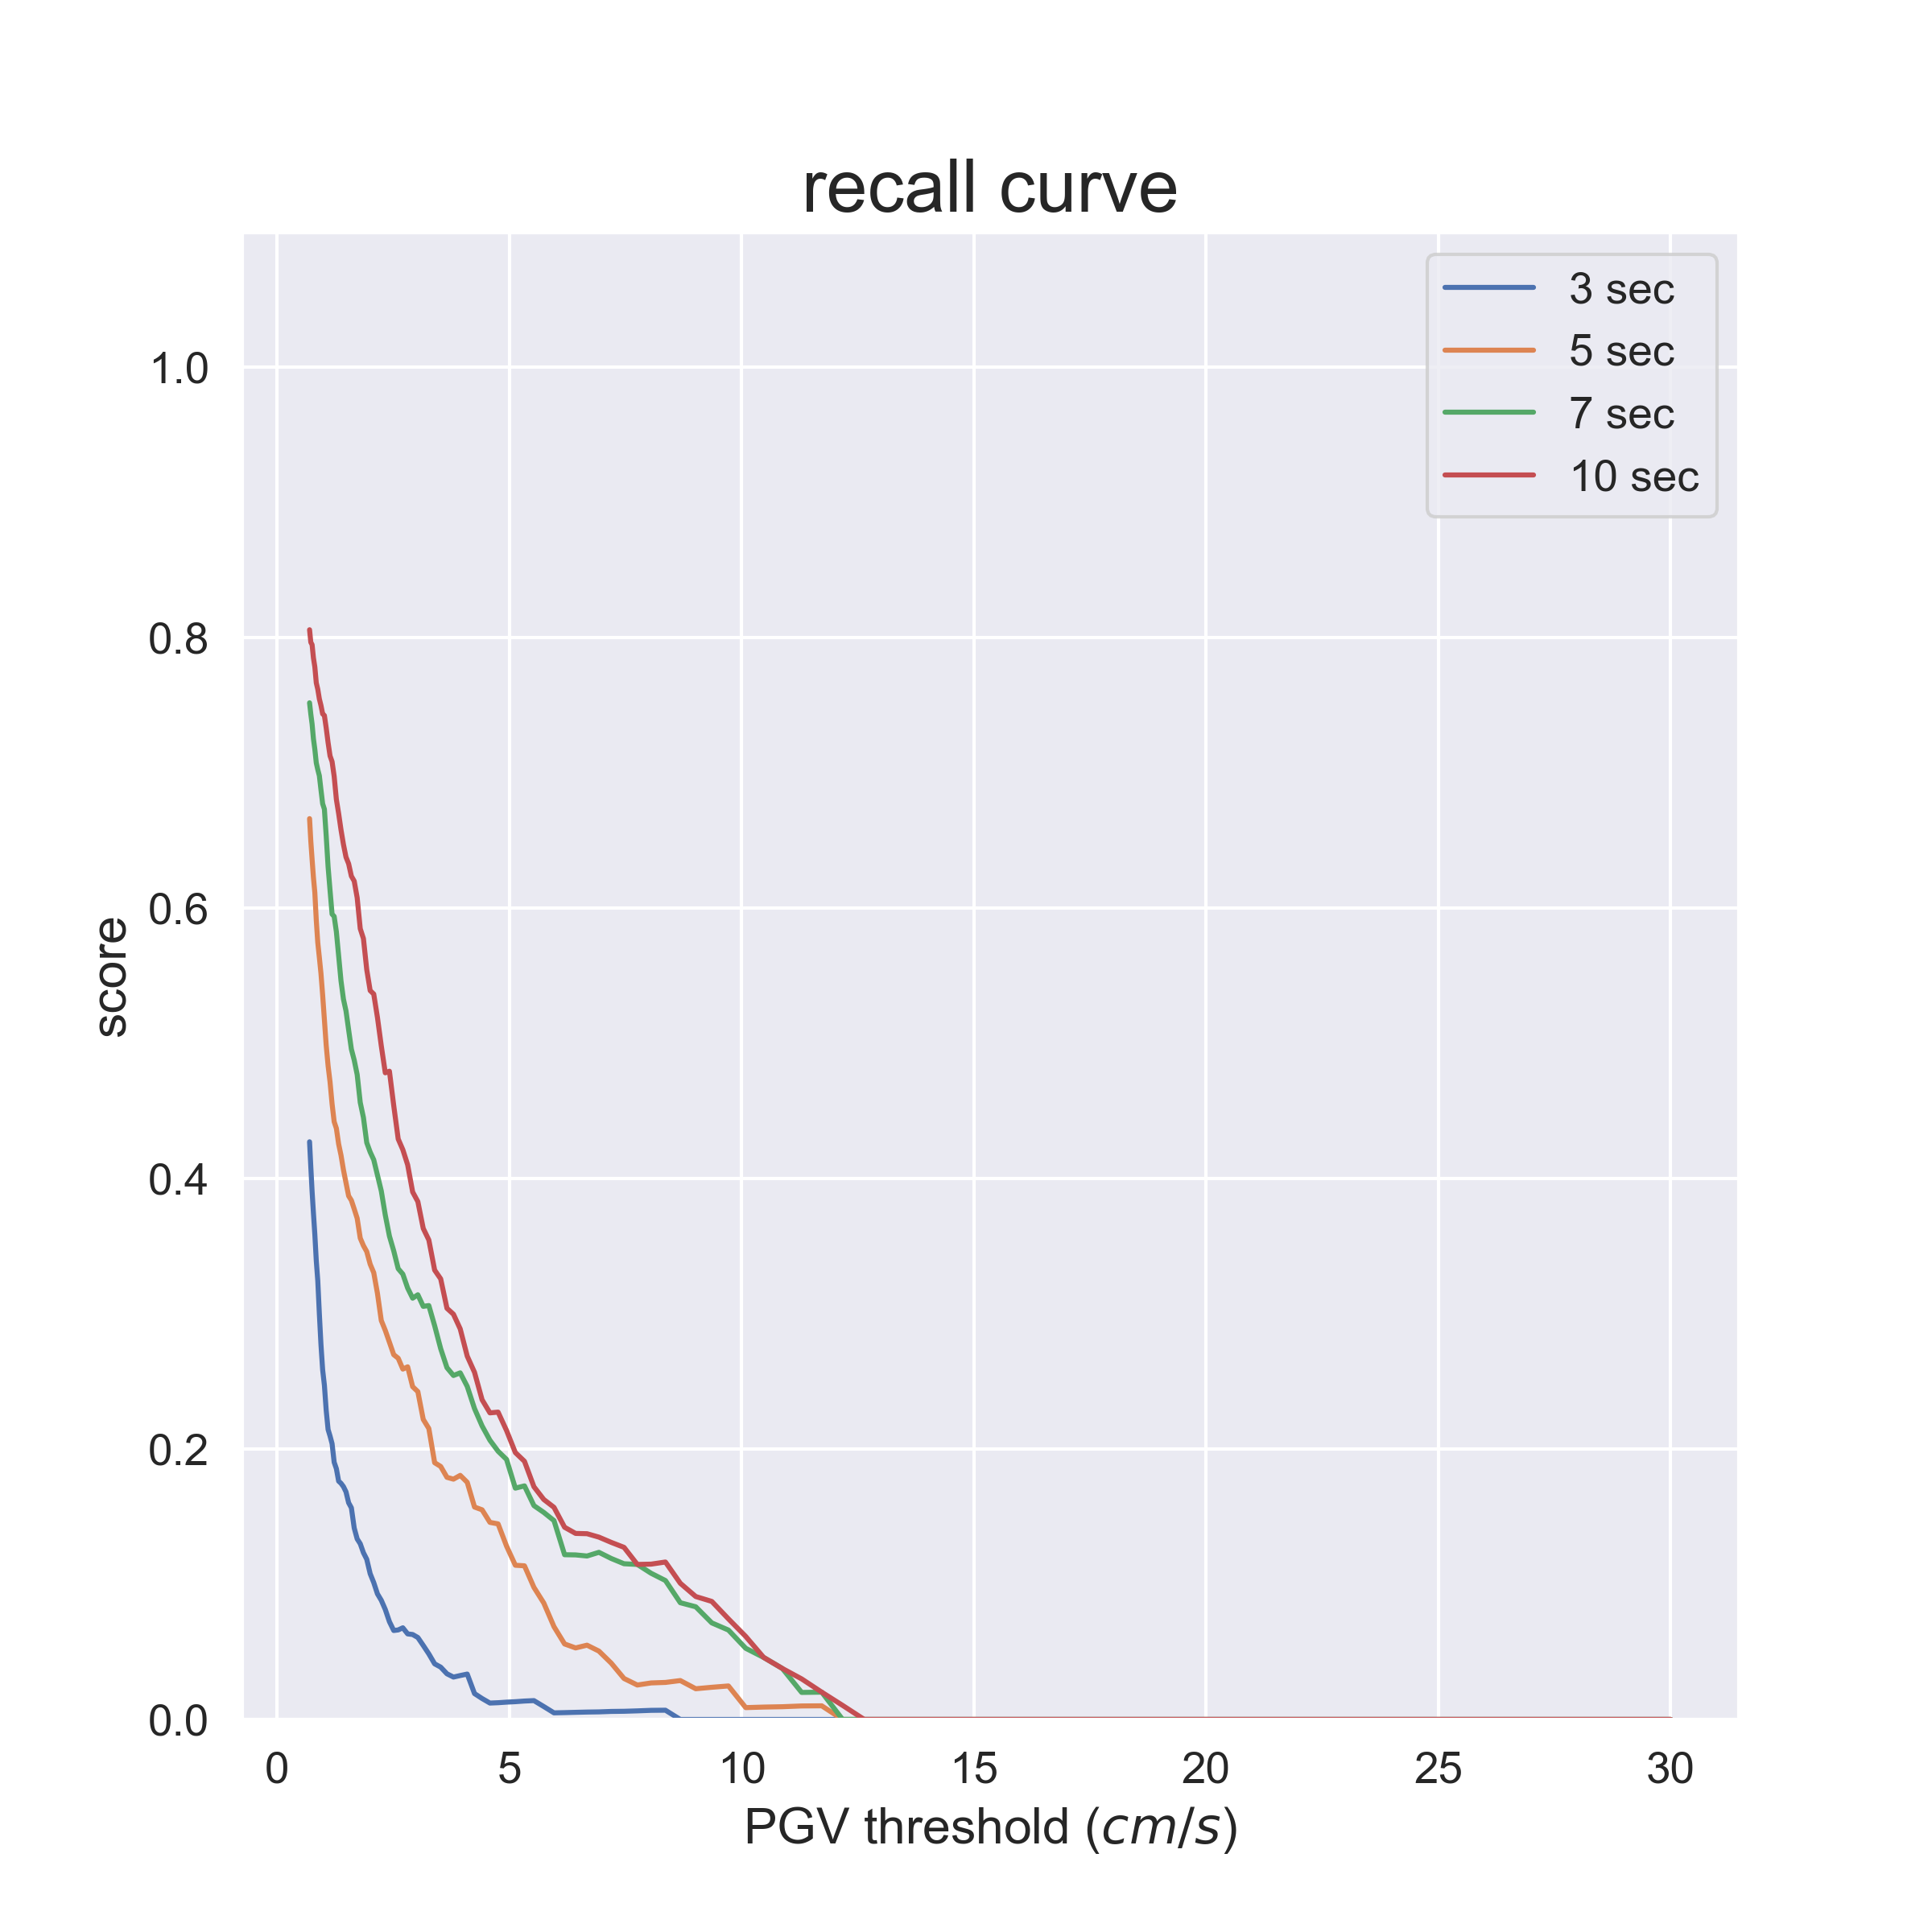 recall curve
3 sec
5 sec
7 sec
10 sec
1.0
0.8
0.6
0.4
0.2
0.0
score
0 5 10 15 20 25 30
PGV threshold (cm/s)